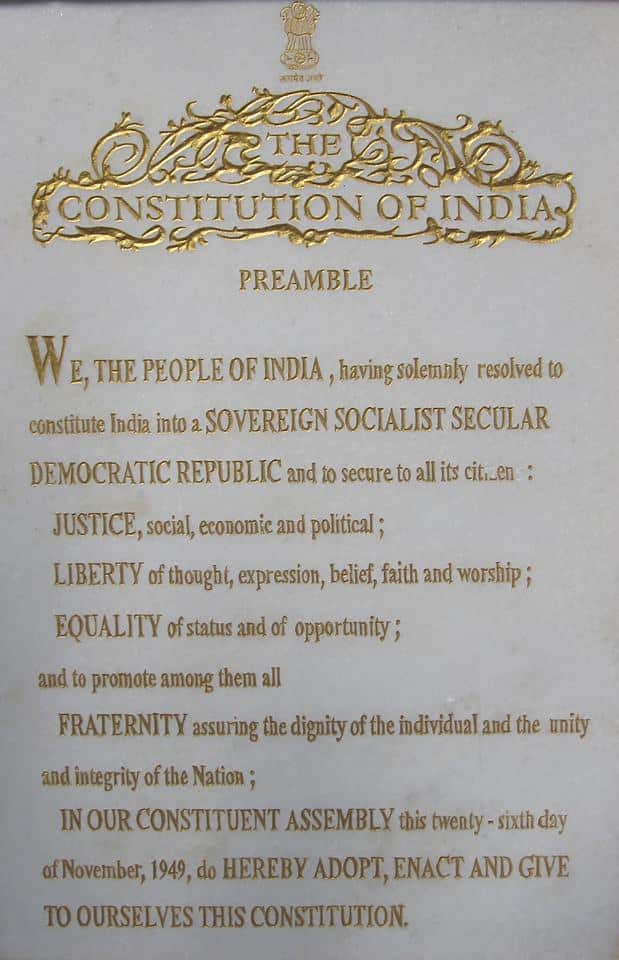 सत्यमेव जयते
THE
CONSTITUTION OF INDIA
PREAMBLE
WE, THE PEOPLE OF INDIA , having solemnly resolved to
constitute India into a SOVEREIGN SOCIALIST SECULAR
DEMOCRATIC REPUBLIC and to secure to all its :
JUSTICE, social, economic and political ;
LIBERTY of thought, expression, belief, faith and worship ;
EQUALITY of status and of opportunity ;
and to promote among them all
FRATERNITY assuring the dignity of the individual and the unity
and integrity of the Nation ;
IN OUR CONSTITUENT ASSEMBLY this twenty - sixth day
of November, 1949, do HEREBY ADOPT, ENACT AND GIVE
TO OURSELVES THIS CONSTITUTION.